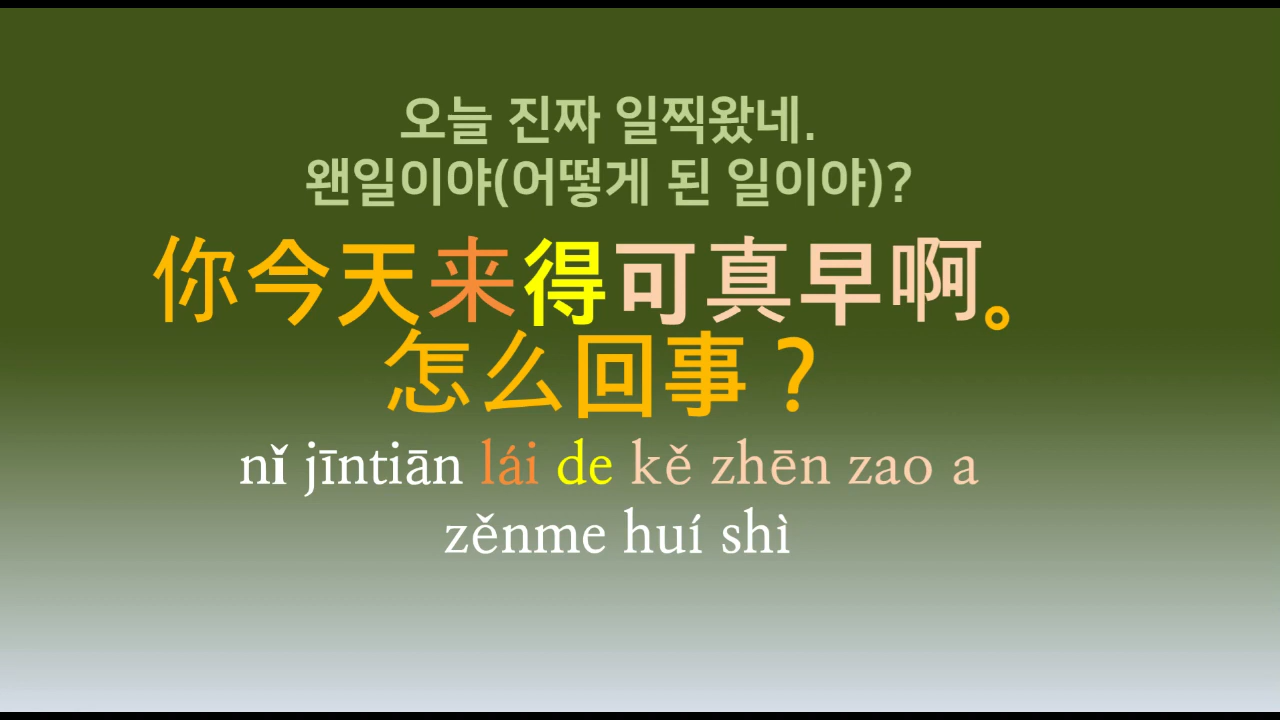 오늘 진짜 일찍왔네.
왠일이야(어떻게 된 일이야)?
你今天来得可真早啊。
怎么回事？
nǐ jīntiān lái de kě zhēn zao a
zěnme huí shì